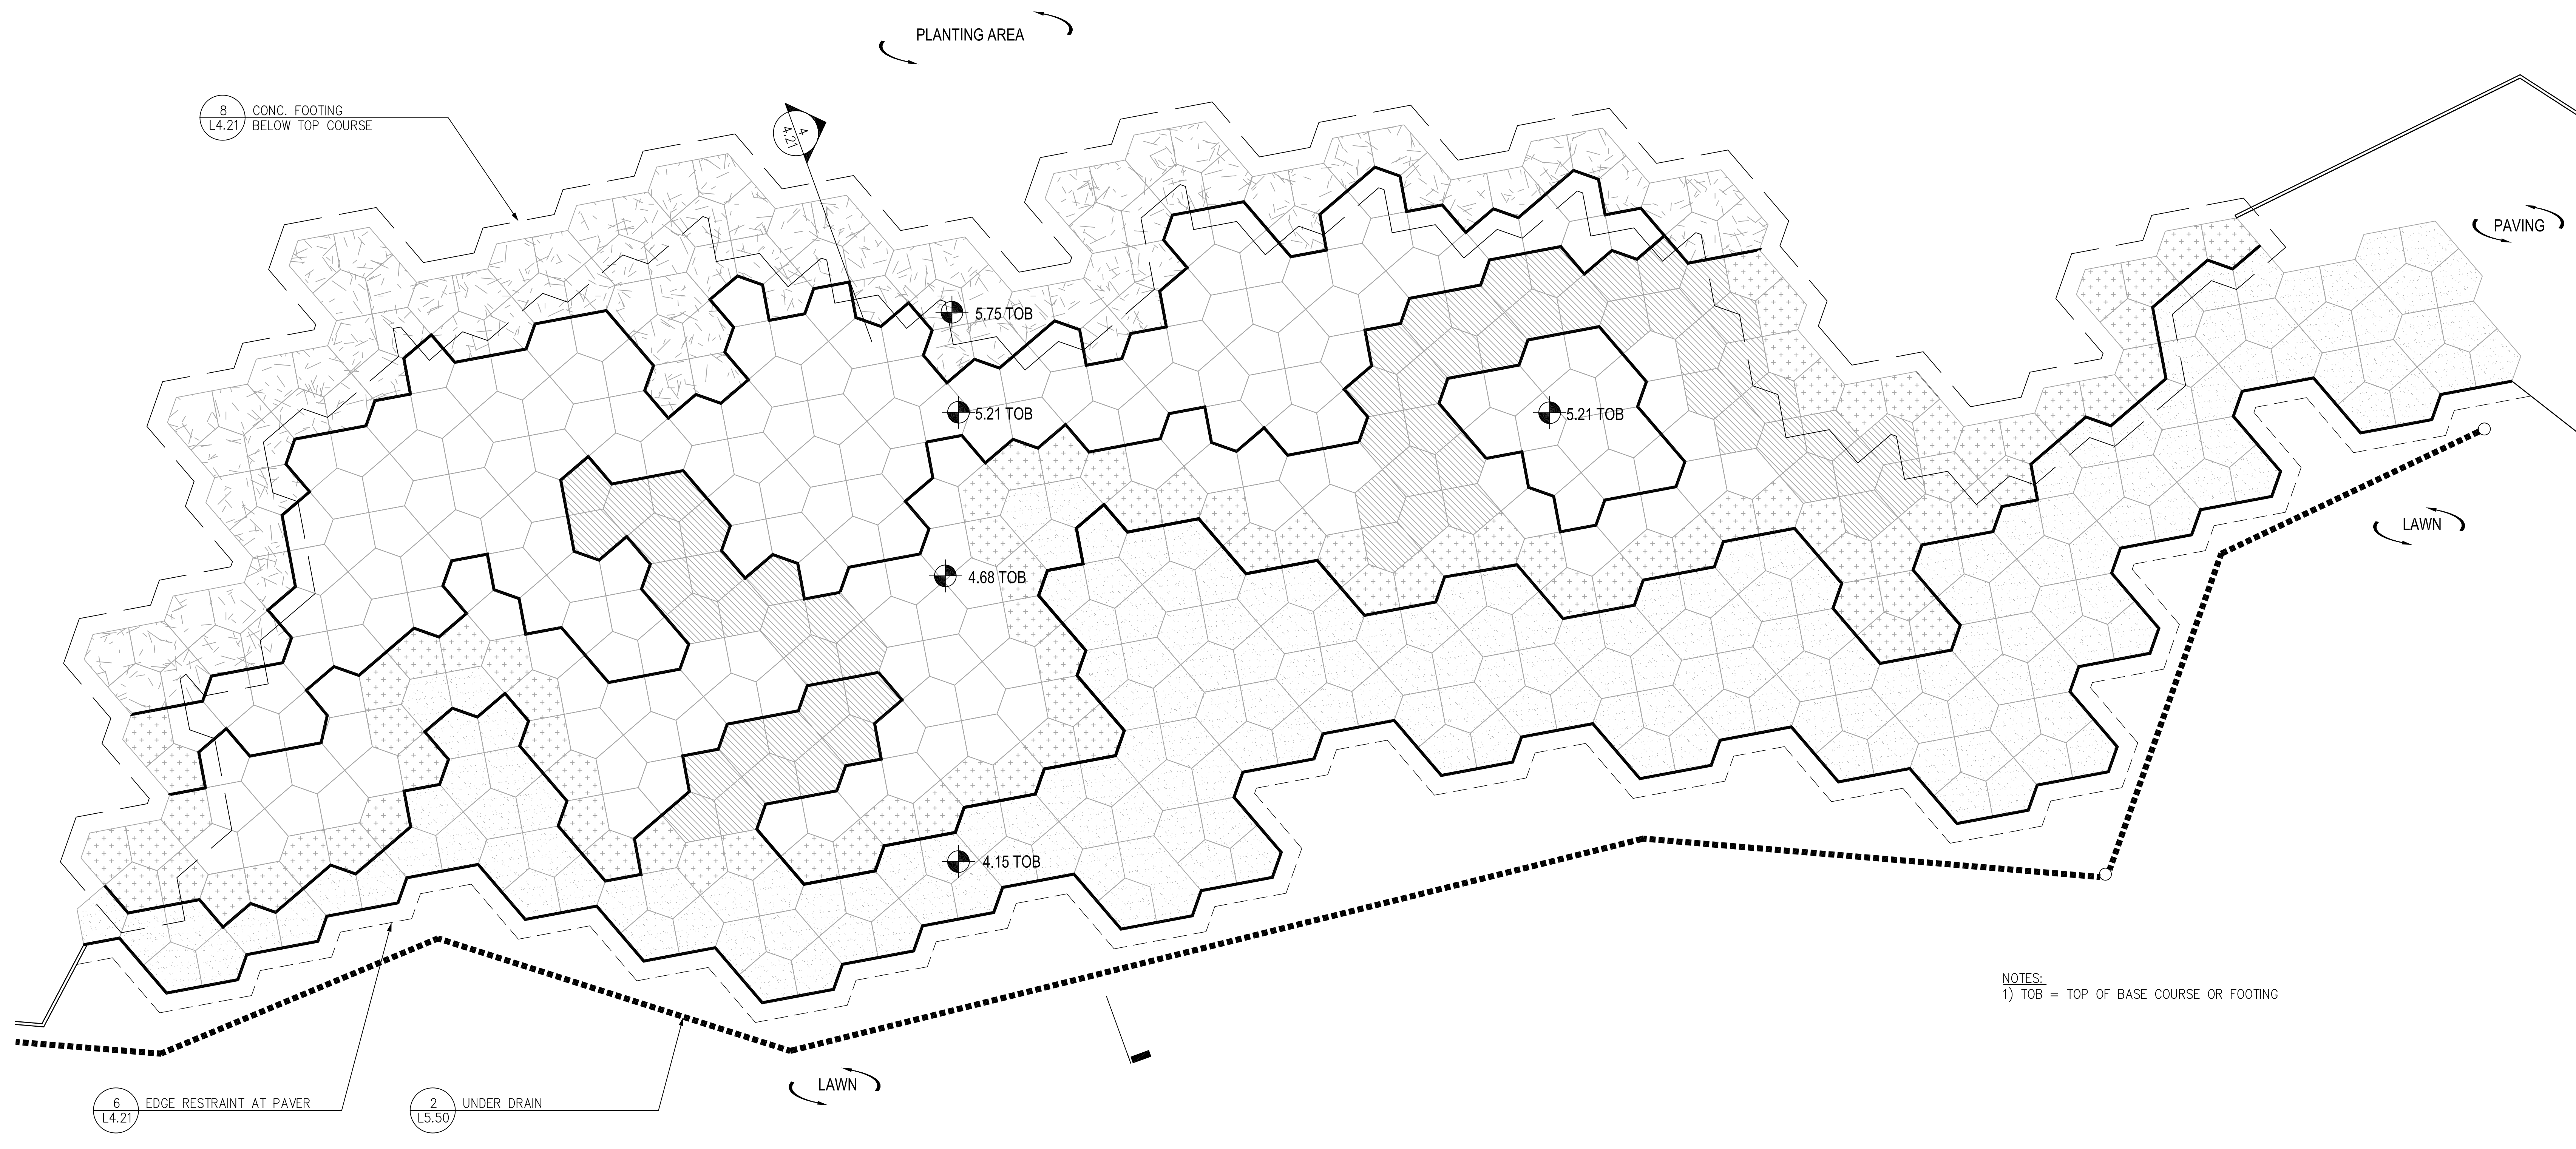 PLANTING AREA
8
L4.21
CONC. FOOTING
BELOW TOP COURSE
4
4.21
PAVING
5.75 TOB
5.21 TOB
5.21 TOB
LAWN
4.68 TOB
4.15 TOB
NOTES:
1) TOB = TOP OF BASE COURSE OR FOOTING
LAWN
6
L4.21
EDGE RESTRAINT AT PAVER
2
L5.50
UNDER DRAIN